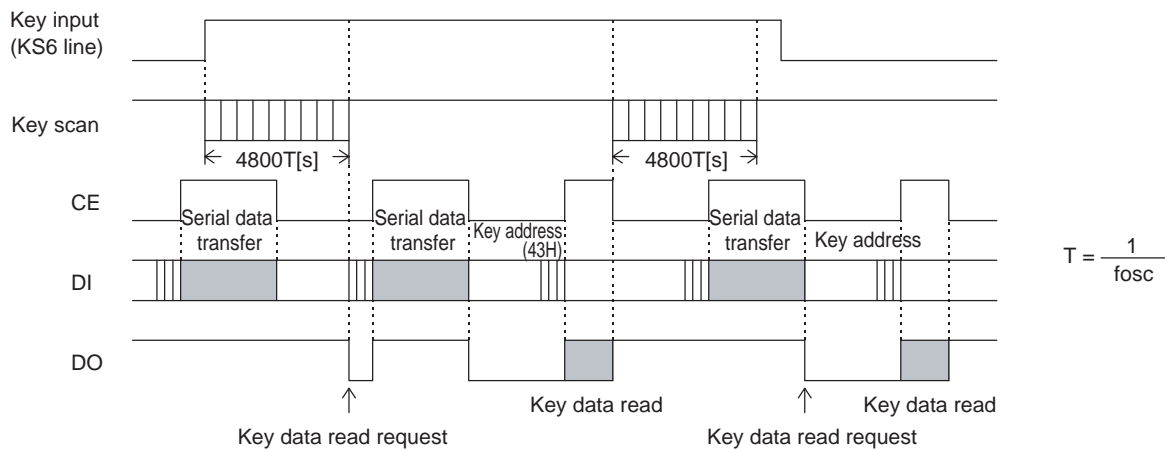 Key input
(KS6 line)
Key scan
4800T[s]
4800T[s]
CE
Serial data
transfer
Serial data
transfer
Key address
(43H)
Serial data
transfer
Key address
T = 1
fosc
DI
DO
Key data read
Key data read
Key data read request
Key data read request